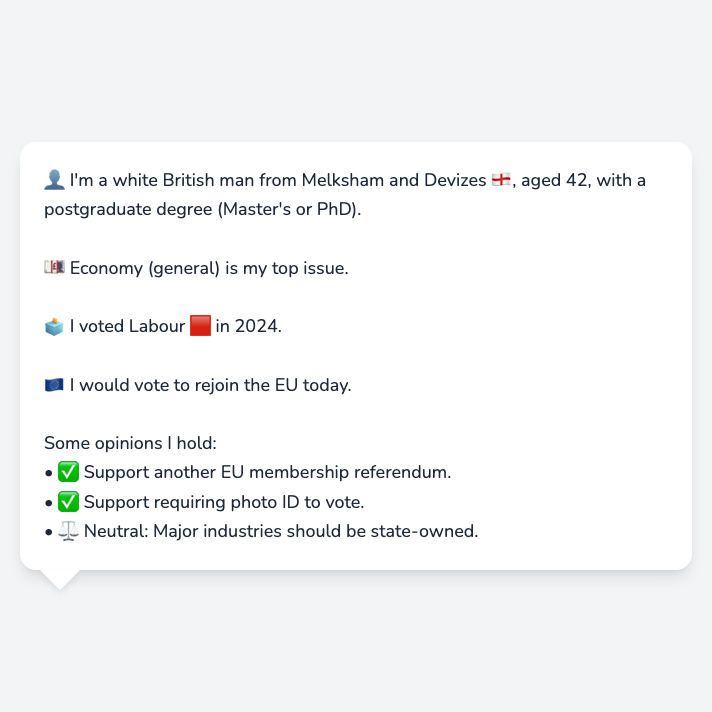 👤 I'm a white British man from Melksham and Devizes 🏴󠁧󠁢󠁥󠁮󠁧󠁿, aged 42, with a
postgraduate degree (Master's or PhD).
💷 Economy (general) is my top issue.
🗳️ I voted Labour 🟥 in 2024.
🇪🇺 I would vote to rejoin the EU today.
Some opinions I hold:
• ✅ Support another EU membership referendum.
• ✅ Support requiring photo ID to vote.
• ⚖️ Neutral: Major industries should be state-owned.